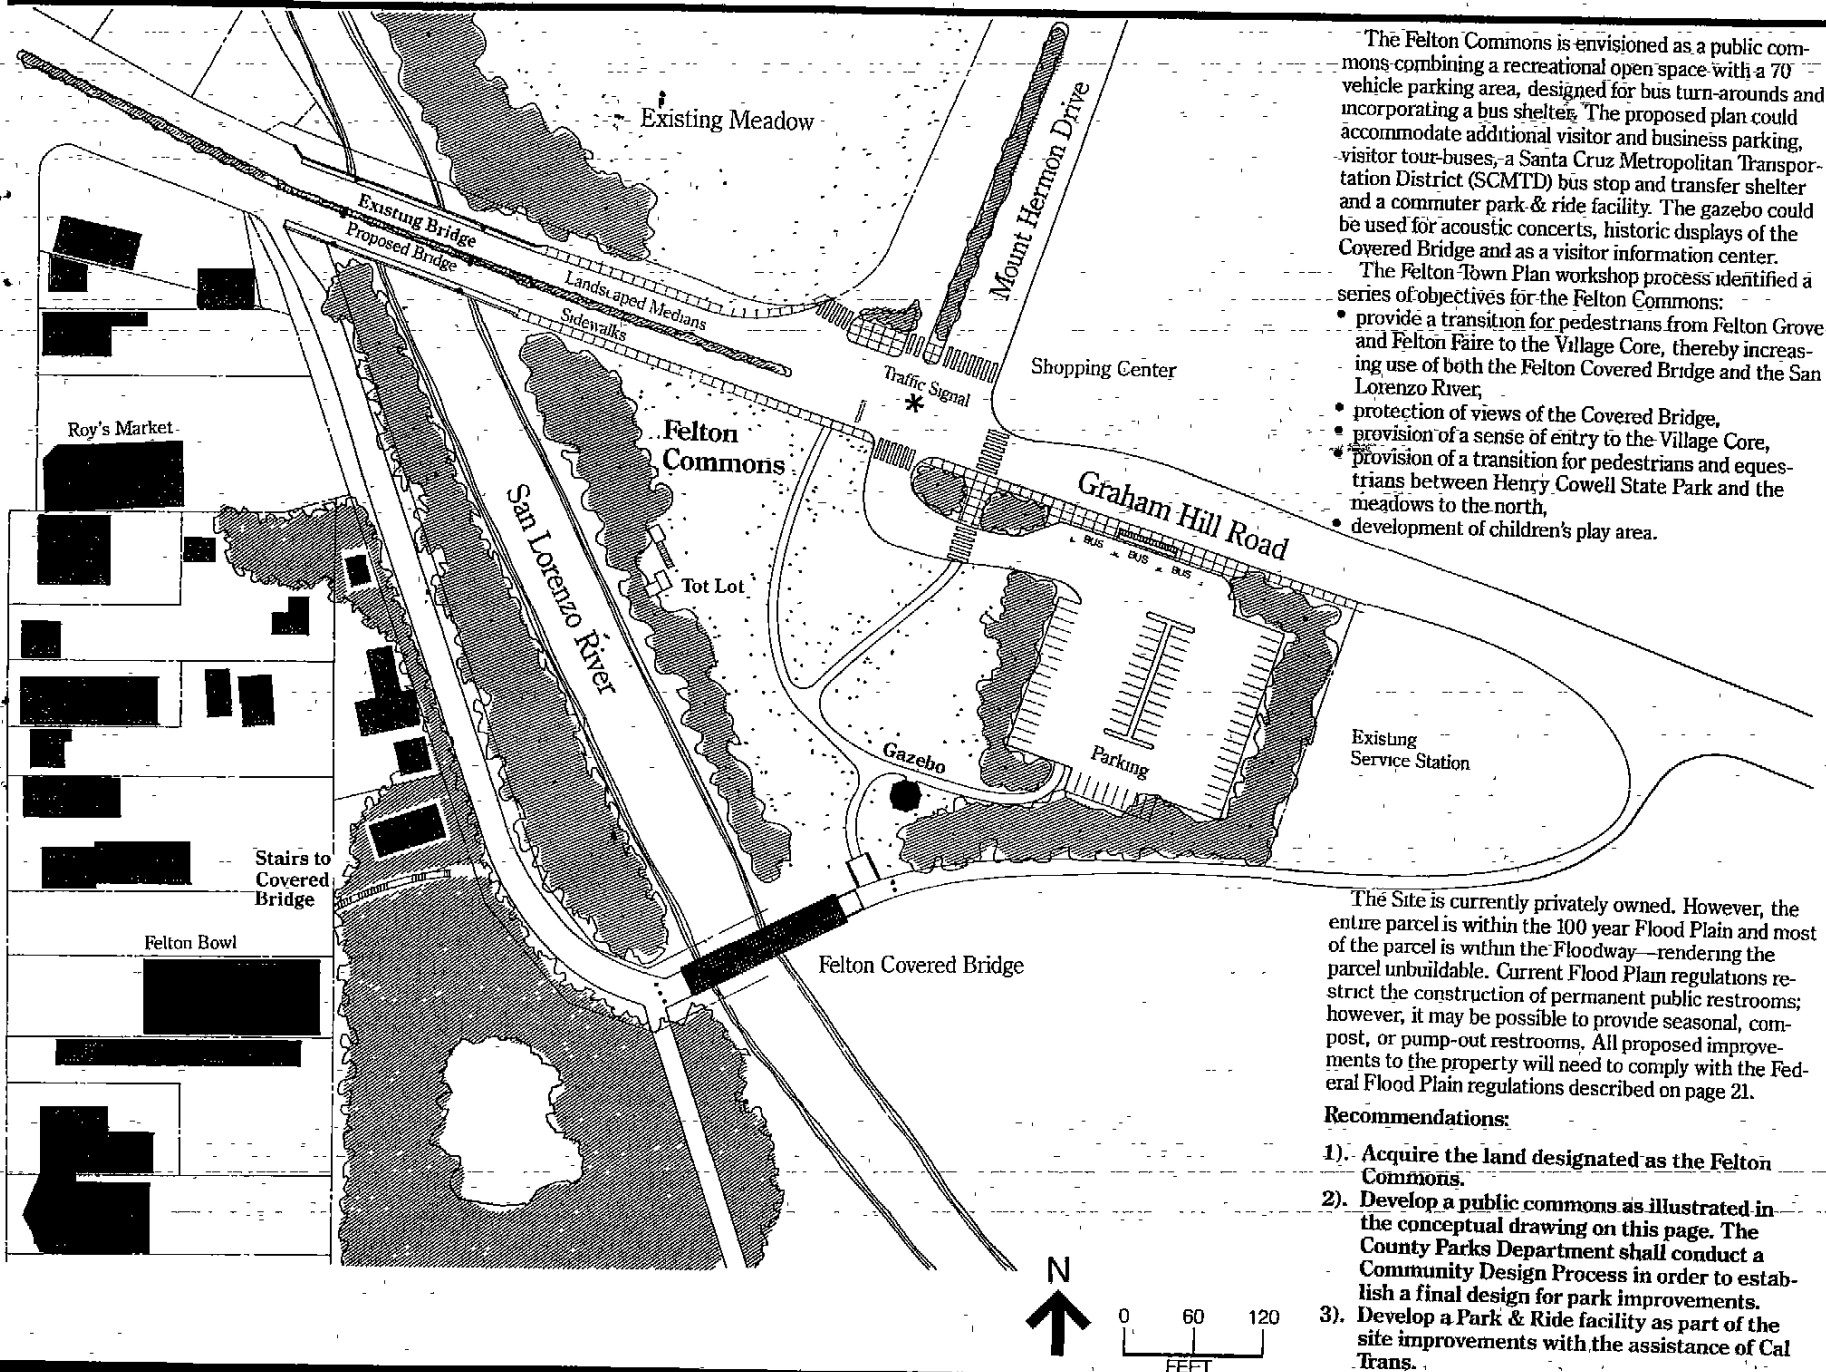 Existing Meadow
Mount Hermon Drive
Existing Bridge
Proposed Bridge
Landscaped Medians
Sidewalks
Traffic Signal
Shopping Center
Roy's Market
Felton
Commons
San Lorenzo River
Graham Hill Road
BUS
BUS
BUS
Tot Lot
Gazebo
Parking
Existing
Service Station
Stairs to
Covered
Bridge
Felton Bowl
Felton Covered Bridge
N
0 60 120
FEET
The Felton Commons is envisioned as a public com-
mons combining a recreational open space with a 70
vehicle parking area, designed for bus turn-arounds and
incorporating a bus shelter. The proposed plan could
accommodate additional visitor and business parking,
visitor tour-buses, a Santa Cruz Metropolitan Transpor-
tation District (SCMTD) bus stop and transfer shelter
and a commuter park & ride facility. The gazebo could
be used for acoustic concerts, historic displays of the
Covered Bridge and as a visitor information center.
The Felton Town Plan workshop process identified a
series of objectives for the Felton Commons:
• provide a transition for pedestrians from Felton Grove
and Felton Faire to the Village Core, thereby increas-
ing use of both the Felton Covered Bridge and the San
Lorenzo River,
• protection of views of the Covered Bridge,
• provision of a sense of entry to the Village Core,
• provision of a transition for pedestrians and eques-
trians between Henry Cowell State Park and the
meadows to the north,
• development of children's play area.
The Site is currently privately owned. However, the
entire parcel is within the 100 year Flood Plain and most
of the parcel is within the Floodway—rendering the
parcel unbuildable. Current Flood Plain regulations re-
strict the construction of permanent public restrooms;
however, it may be possible to provide seasonal, com-
post, or pump-out restrooms. All proposed improve-
ments to the property will need to comply with the Fed-
eral Flood Plain regulations described on page 21.
Recommendations:
1). Acquire the land designated as the Felton
Commons.
2). Develop a public commons as illustrated in
the conceptual drawing on this page. The
County Parks Department shall conduct a
Community Design Process in order to estab-
lish a final design for park improvements.
3). Develop a Park & Ride facility as part of the
site improvements with the assistance of Cal
Trans.